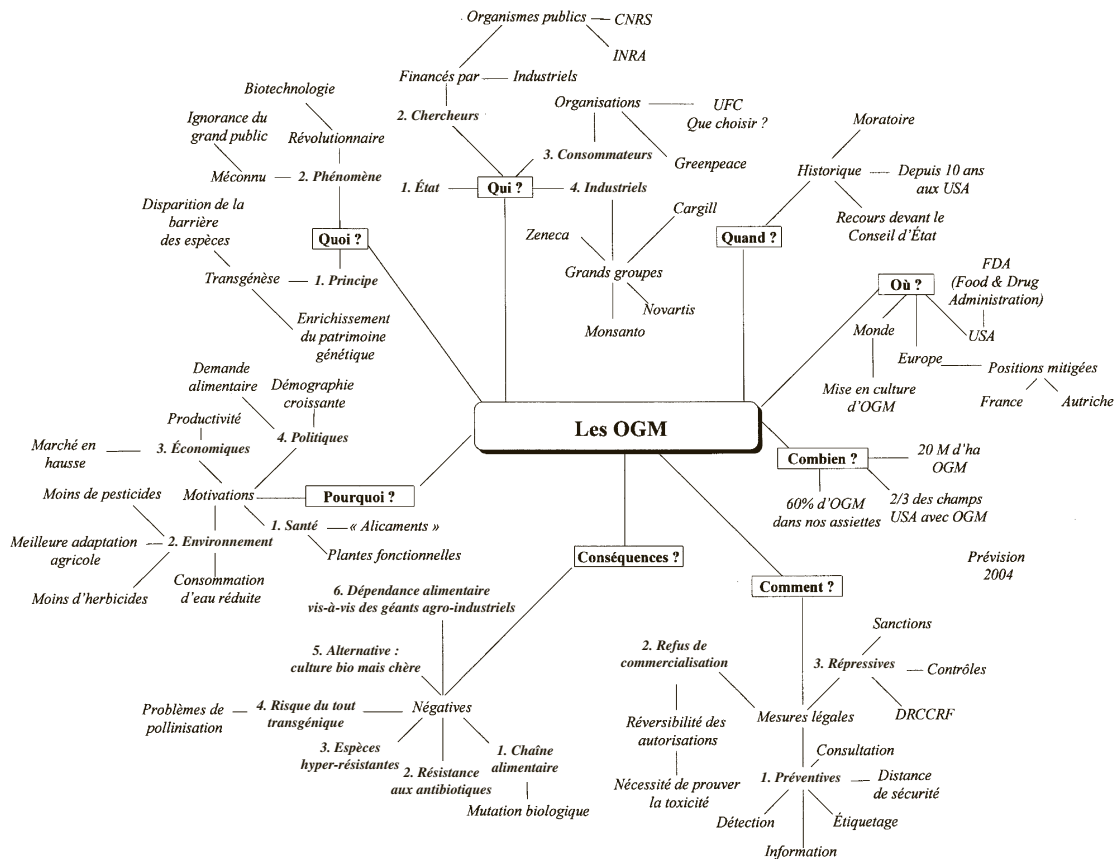 Organismes publics
CNRS
INRA
Financés par
Industriels
2. Chercheurs
Organisations
UFC
Que choisir ?
3. Consommateurs
Greenpeace
1. État
Qui ?
4. Industriels
Cargill
Zeneca
Grands groupes
Novartis
Monsanto
Biotechnologie
Ignorance du
grand public
Révolutionnaire
Méconnu
2. Phénomène
Disparition de la
barrière
des espèces
Quoi ?
Transgénèse
1. Principe
Enrichissement
du patrimoine
génétique
Moratoire
Historique
Depuis 10 ans
aux USA
Recours devant le
Conseil d'État
Quand ?
Où ?
FDA
(Food & Drug
Administration)
Monde
USA
Europe
Positions mitigées
Mise en culture
d'OGM
France
Autriche
Les OGM
Combien ?
20 M d'ha
OGM
60% d'OGM
dans nos assiettes
2/3 des champs
USA avec OGM
Prévision
2004
Demande
alimentaire
Démographie
croissante
Productivité
4. Politiques
Marché en
hausse
3. Économiques
Moins de pesticides
Motivations
Pourquoi ?
1. Santé
« Alicaments »
Meilleure adaptation
agricole
2. Environnement
Plantes fonctionnelles
Consommation
d'eau réduite
Moins d'herbicides
Conséquences ?
6. Dépendance alimentaire
vis-à-vis des géants agro-industriels
5. Alternative :
culture bio mais chère
Négatives
Problèmes de
pollinisation
4. Risque du tout
transgénique
3. Espèces
hyper-résistantes
2. Résistance
aux antibiotiques
1. Chaîne
alimentaire
Mutation biologique
Comment ?
Sanctions
2. Refus de
commercialisation
3. Répressives
Contrôles
DRCCRF
Mesures légales
Réversibilité des
autorisations
Nécessité de prouver
la toxicité
Consultation
1. Préventives
Distance
de sécurité
Détection
Étiquetage
Information